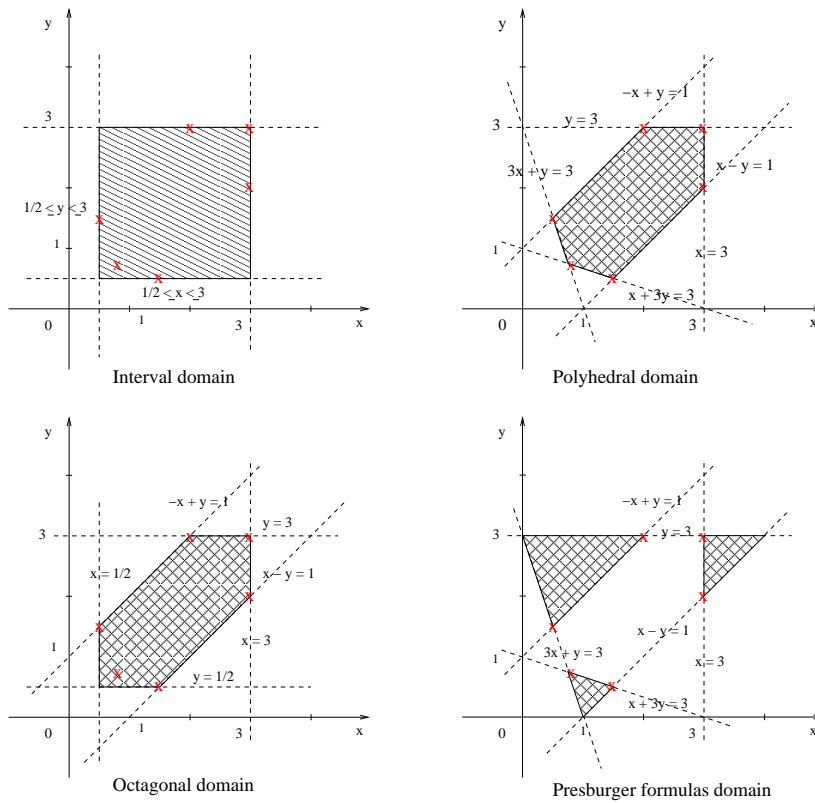 y
3
1/2 ≤ y ≤ 3
1
1/2 ≤ x ≤ 3
0
1
3
x
Interval domain
y
−x + y = 1
3
y = 3
3x + y = 3
x − y = 1
1
x = 3
x + 3y = 3
0
1
3
x
Polyhedral domain
y
−x + y = 1
3
y = 3
x = 1/2
x − y = 1
1
x = 3
y = 1/2
0
1
3
x
Octagonal domain
y
−x + y = 1
3
y = 3
x − y = 1
1
3x + y = 3
x = 3
x + 3y = 3
0
1
3
x
Presburger formulas domain